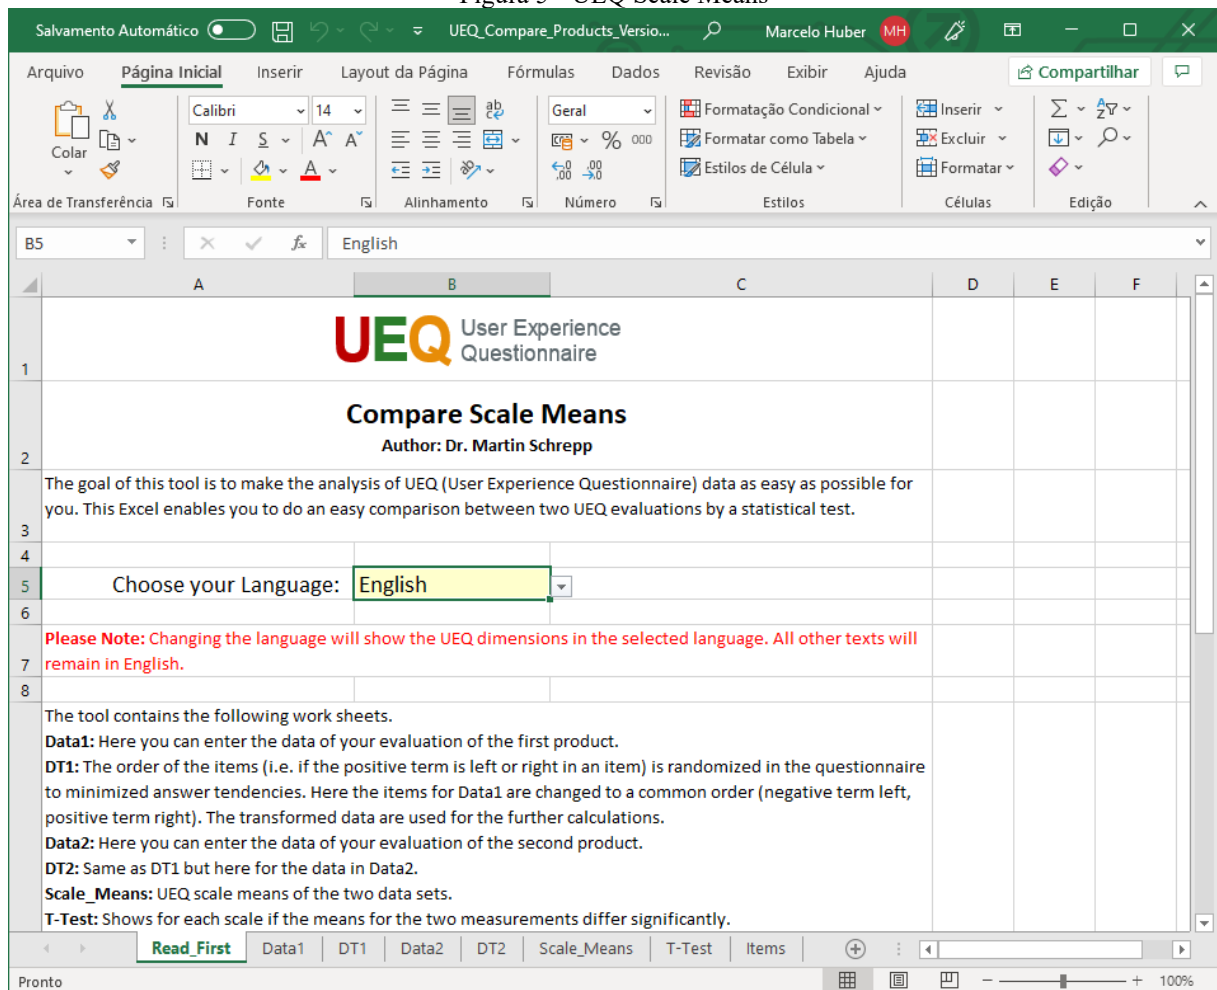 Figura 5 - UEQ Scale Means
Salvamento Automático UEQ_Compare_Products_Versio... Marcelo Huber MH
Arquivo Página Inicial Inserir Layout da Página Fórmulas Dados Revisão Exibir Ajuda Compartilhar
Calibri 14 ab c Geral Formatação Condicional Inserir Σ A Z
Colar N I S A^ A˅ % 000 Formatar como Tabela Excluir
A ,00 ,0 ,00 ,0 Estilos de Célula Formatar
Área de Transferência Fonte Alinhamento Número Estilos Células Edição
B5 fx English
A B C D E F
1 UEQ User Experience
Questionnaire
Compare Scale Means
2 Author: Dr. Martin Schrepp
The goal of this tool is to make the analysis of UEQ (User Experience Questionnaire) data as easy as possible for
3 you. This Excel enables you to do an easy comparison between two UEQ evaluations by a statistical test.
4
5 Choose your Language: English
6
Please Note: Changing the language will show the UEQ dimensions in the selected language. All other texts will
7 remain in English.
8
The tool contains the following work sheets.
Data1: Here you can enter the data of your evaluation of the first product.
DT1: The order of the items (i.e. if the positive term is left or right in an item) is randomized in the questionnaire
to minimized answer tendencies. Here the items for Data1 are changed to a common order (negative term left,
positive term right). The transformed data are used for the further calculations.
Data2: Here you can enter the data of your evaluation of the second product.
DT2: Same as DT1 but here for the data in Data2.
Scale_Means: UEQ scale means of the two data sets.
T-Test: Shows for each scale if the means for the two measurements differ significantly.
Read_First Data1 DT1 Data2 DT2 Scale_Means T-Test Items
Pronto 100%